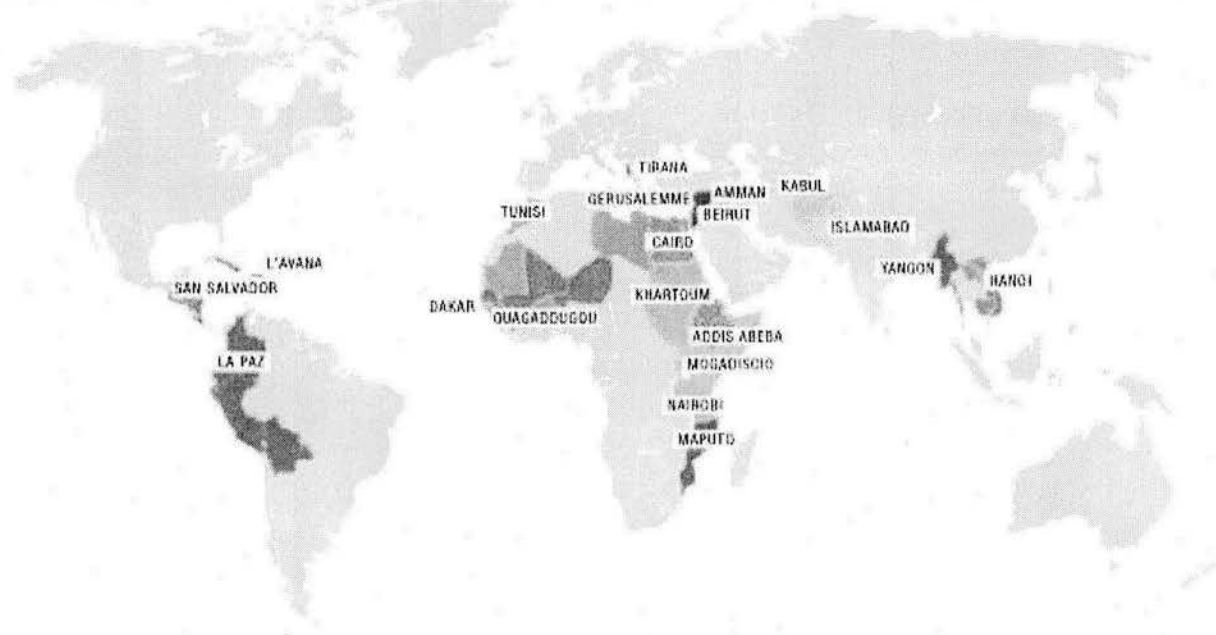 TIRANA
GERUSALEMME
AMMAN
KABUL
TUNISI
BEIRUT
ISLAMABAD
CAIRO
L'AVANA
YANGON
SAN SALVADOR
HANOI
KHARTOUM
DAKAR
OUAGADDUGOU
ADDIS ABEBA
LA PAZ
MOGADISCIO
NAIROBI
MAPUTO